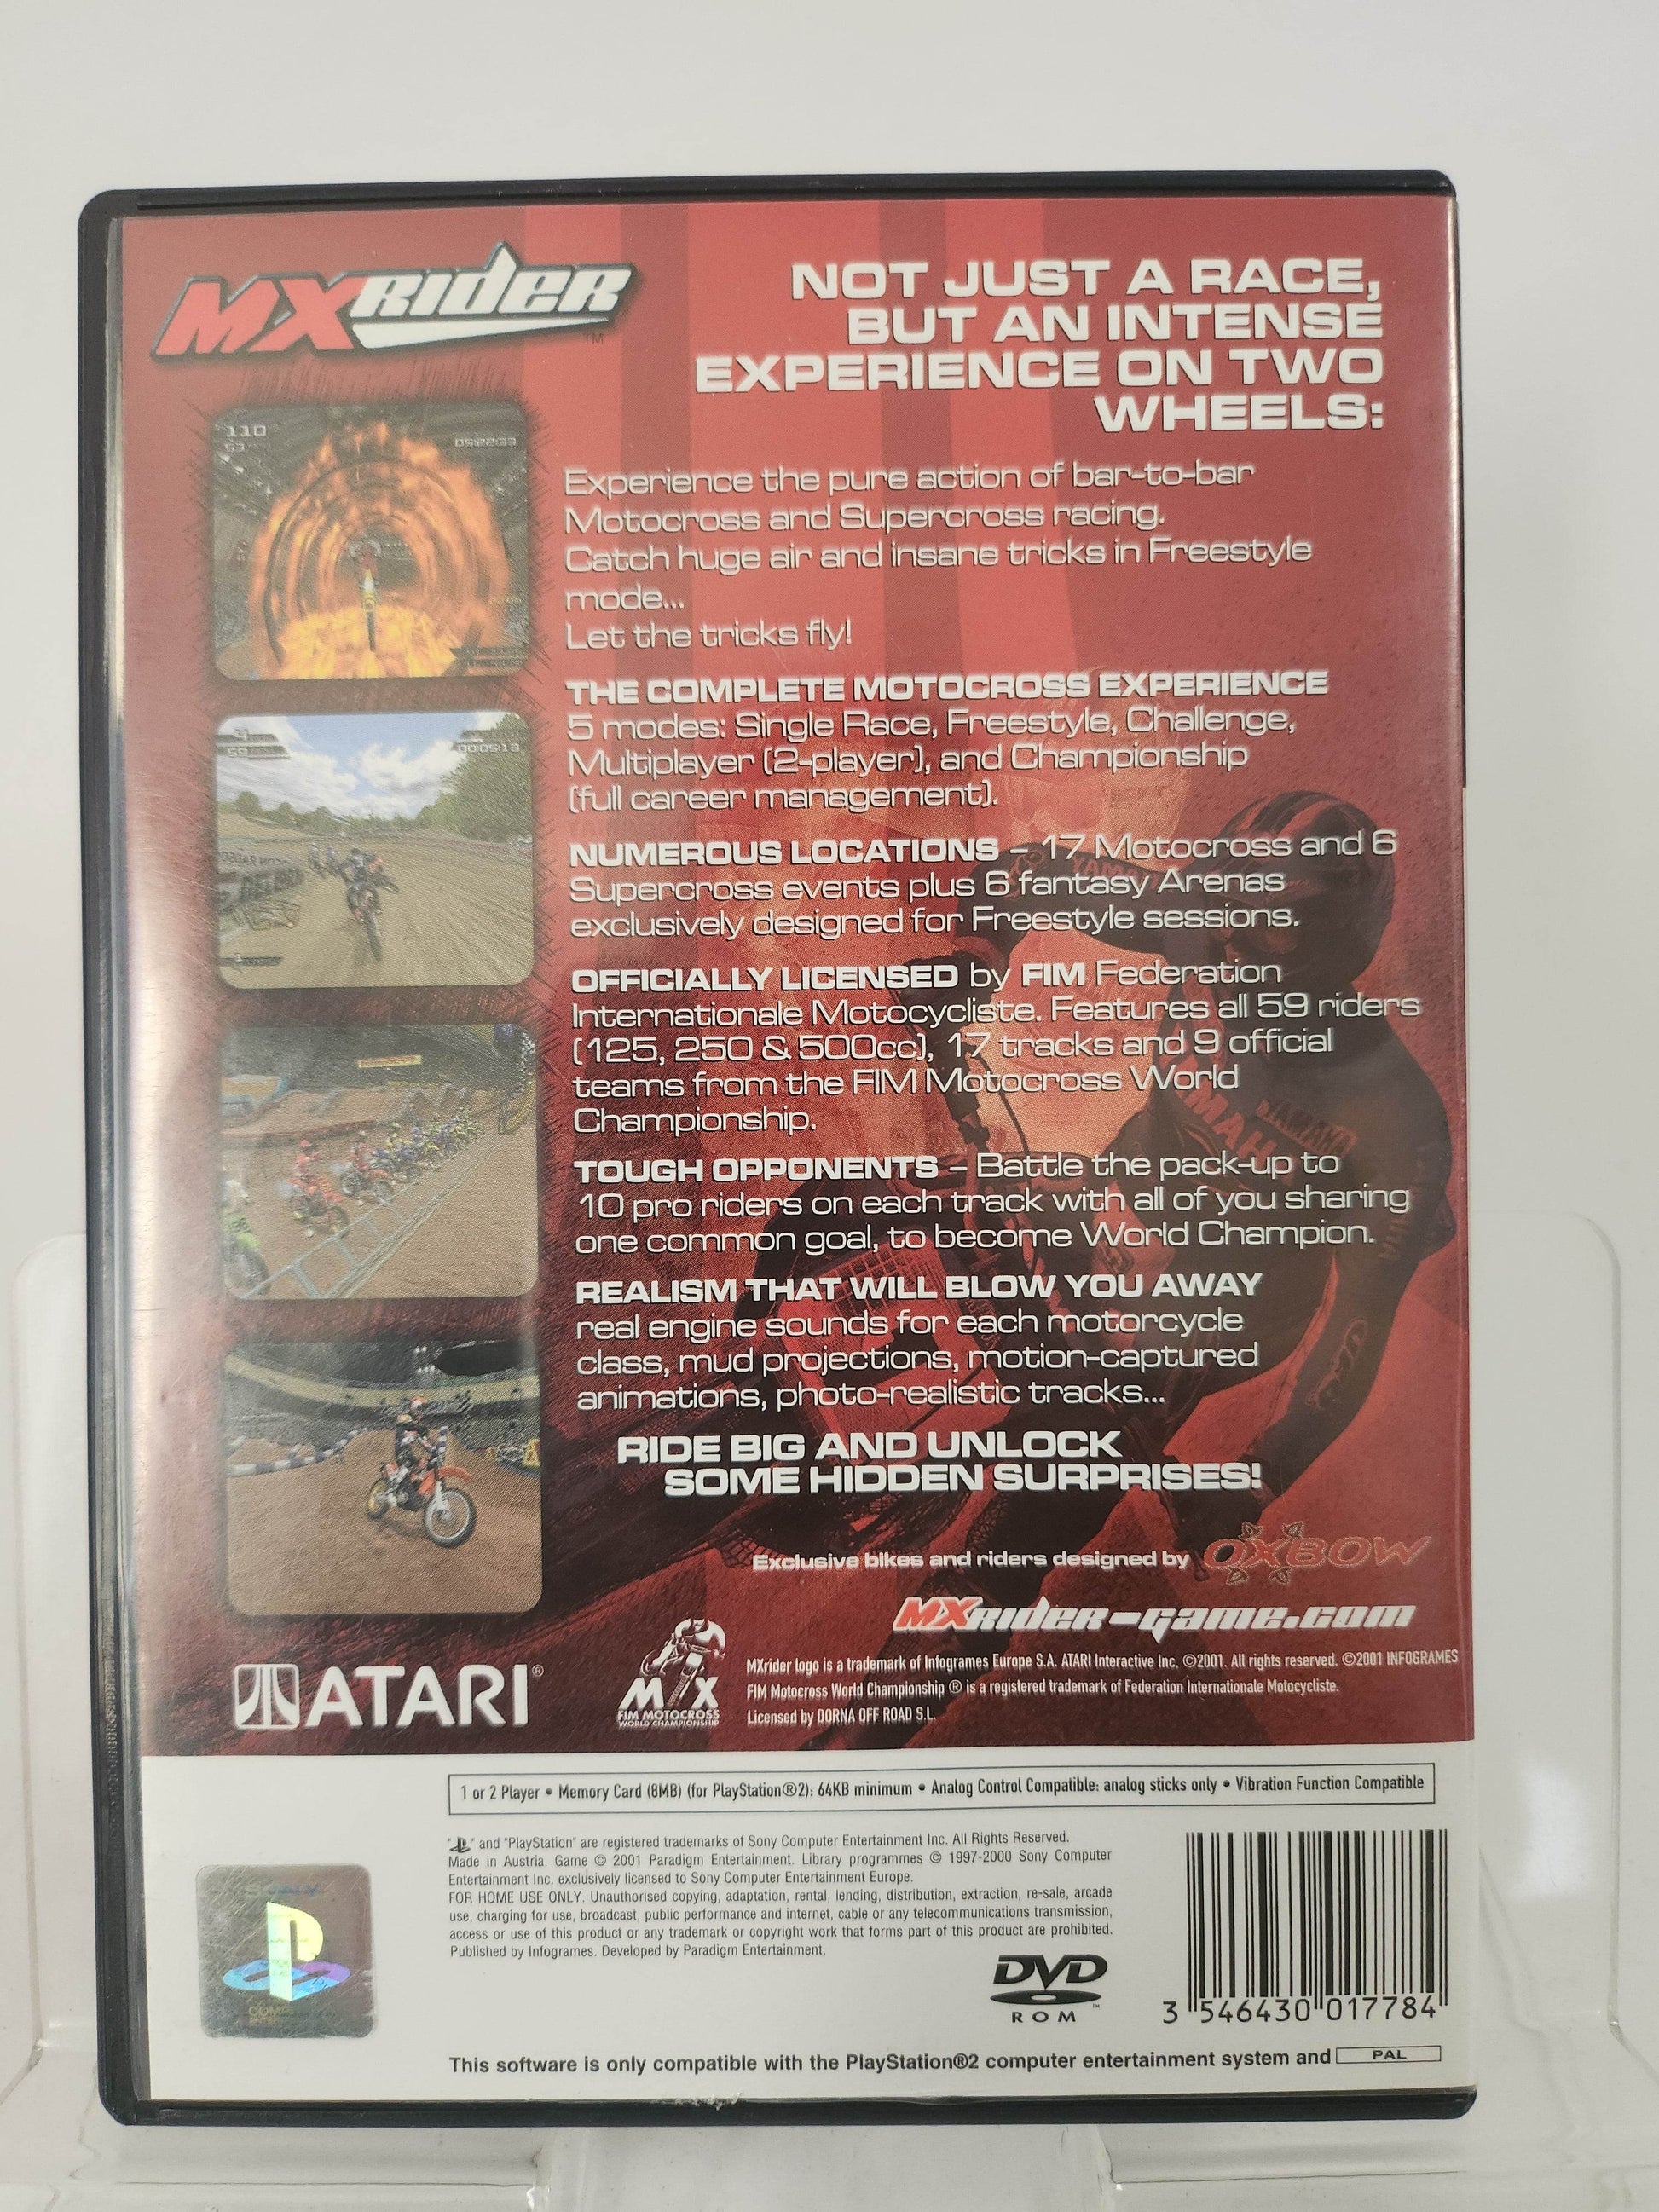 MXRIDER
TM
NOT JUST A RACE,
BUT AN INTENSE
EXPERIENCE ON TWO
WHEELS:
110
53
05:22:33
Experience the pure action of bar-to-bar
Motocross and Supercross racing.
Catch huge air and insane tricks in Freestyle
mode...
Let the tricks fly!
THE COMPLETE MOTOCROSS EXPERIENCE
5 modes: Single Race, Freestyle, Challenge,
Multiplayer (2-player), and Championship
(full career management).
59
00:05:13
NUMEROUS LOCATIONS – 17 Motocross and 6
Supercross events plus 6 fantasy Arenas
exclusively designed for Freestyle sessions.
OFFICIALLY LICENSED by FIM Federation
Internationale Motocycliste. Features all 59 riders
(125, 250 & 500cc), 17 tracks and 9 official
teams from the FIM Motocross World
Championship.
YAMAHA
TOUGH OPPONENTS – Battle the pack-up to
10 pro riders on each track with all of you sharing
one common goal, to become World Champion.
REALISM THAT WILL BLOW YOU AWAY
real engine sounds for each motorcycle
class, mud projections, motion-captured
animations, photo-realistic tracks...
RIDE BIG AND UNLOCK
SOME HIDDEN SURPRISES!
Exclusive bikes and riders designed by OXBOW
MXRIDER-game.com
ATARI®
MX
FIM MOTOCROSS
WORLD CHAMPIONSHIP
MXrider logo is a trademark of Infogrames Europe S.A. ATARI Interactive Inc. ©2001. All rights reserved. ©2001 INFOGRAMES
FIM Motocross World Championship ® is a registered trademark of Federation Internationale Motocycliste.
Licensed by DORNA OFF ROAD S.L.
1 or 2 Player • Memory Card (8MB) (for PlayStation®2): 64KB minimum • Analog Control Compatible: analog sticks only • Vibration Function Compatible
" " and "PlayStation" are registered trademarks of Sony Computer Entertainment Inc. All Rights Reserved.
Made in Austria. Game © 2001 Paradigm Entertainment. Library programmes © 1997-2000 Sony Computer
Entertainment Inc. exclusively licensed to Sony Computer Entertainment Europe.
FOR HOME USE ONLY. Unauthorised copying, adaptation, rental, lending, distribution, extraction, re-sale, arcade
use, charging for use, broadcast, public performance and internet, cable or any telecommunications transmission,
access or use of this product or any trademark or copyright work that forms part of this product are prohibited.
Published by Infogrames. Developed by Paradigm Entertainment.
DVD
ROM
™
3 546430 017784
This software is only compatible with the PlayStation®2 computer entertainment system and PAL